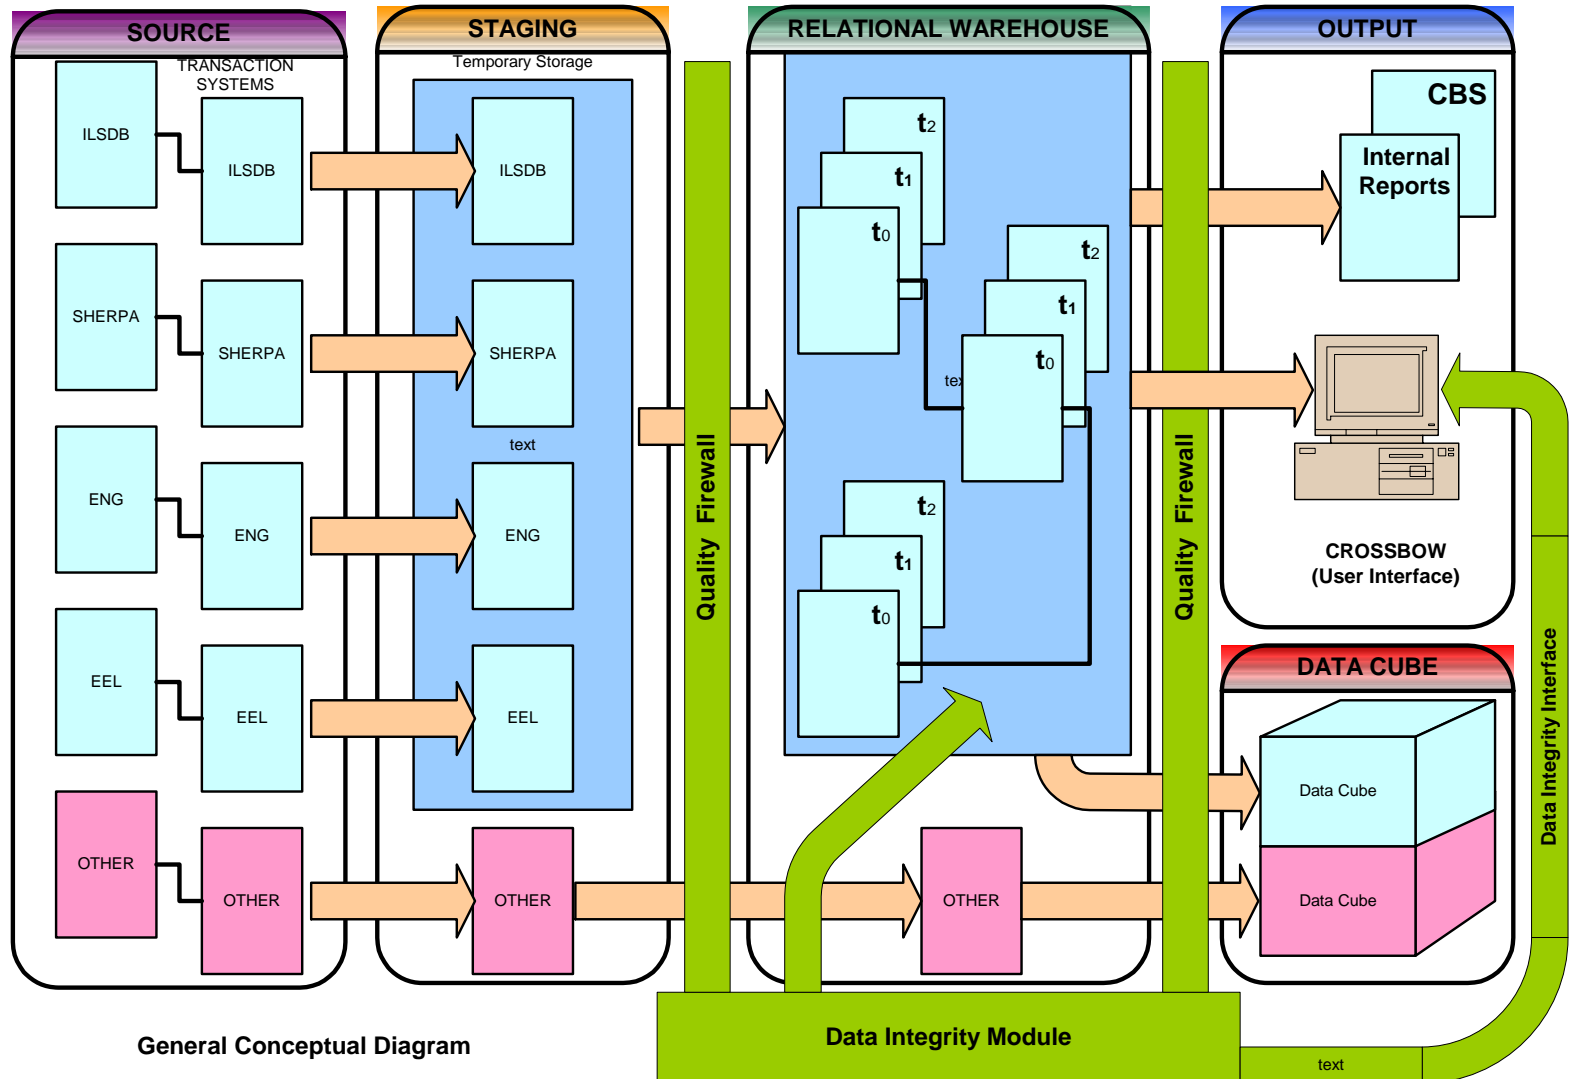 SOURCE
TRANSACTION
SYSTEMS
ILSDB
ILSDB
SHERPA
SHERPA
ENG
ENG
EEL
EEL
OTHER
OTHER
STAGING
Temporary Storage
ILSDB
SHERPA
text
ENG
EEL
OTHER
Quality Firewall
RELATIONAL WAREHOUSE
t2
t1
t0
t2
t1
t0
t2
t1
t0
OTHER
Quality Firewall
OUTPUT
CBS
Internal
Reports
CROSSBOW
(User Interface)
DATA CUBE
Data Cube
Data Cube
Data Integrity Interface
Data Integrity Module
text
General Conceptual Diagram